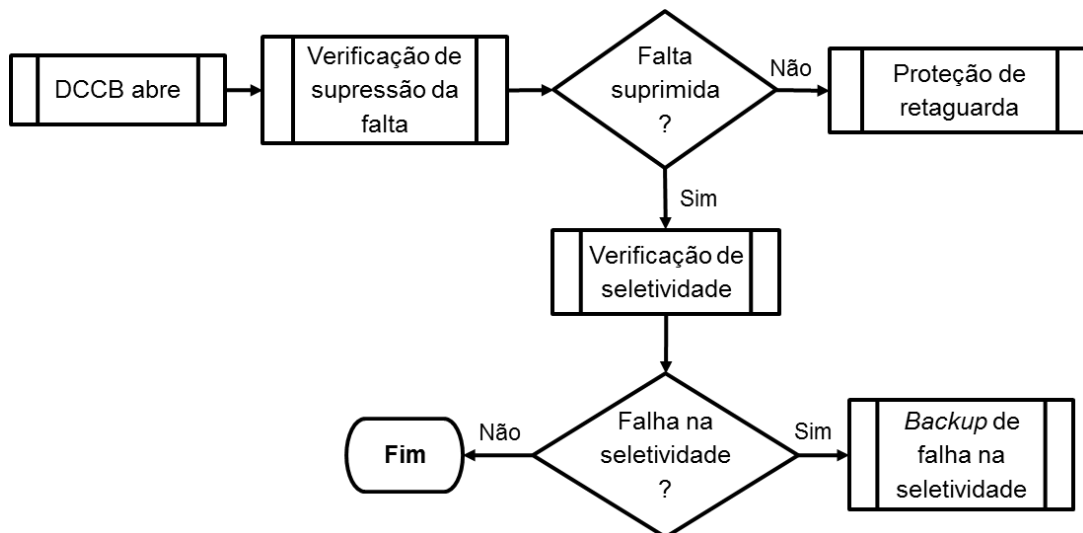 DCCB abre
Verificação de
supressão da
falta
Falta
suprimida
?
Não
Proteção de
retaguarda
Sim
Verificação de
seletividade
Falha na
seletividade
?
Não
Fim
Sim
Backup de
falha na
seletividade